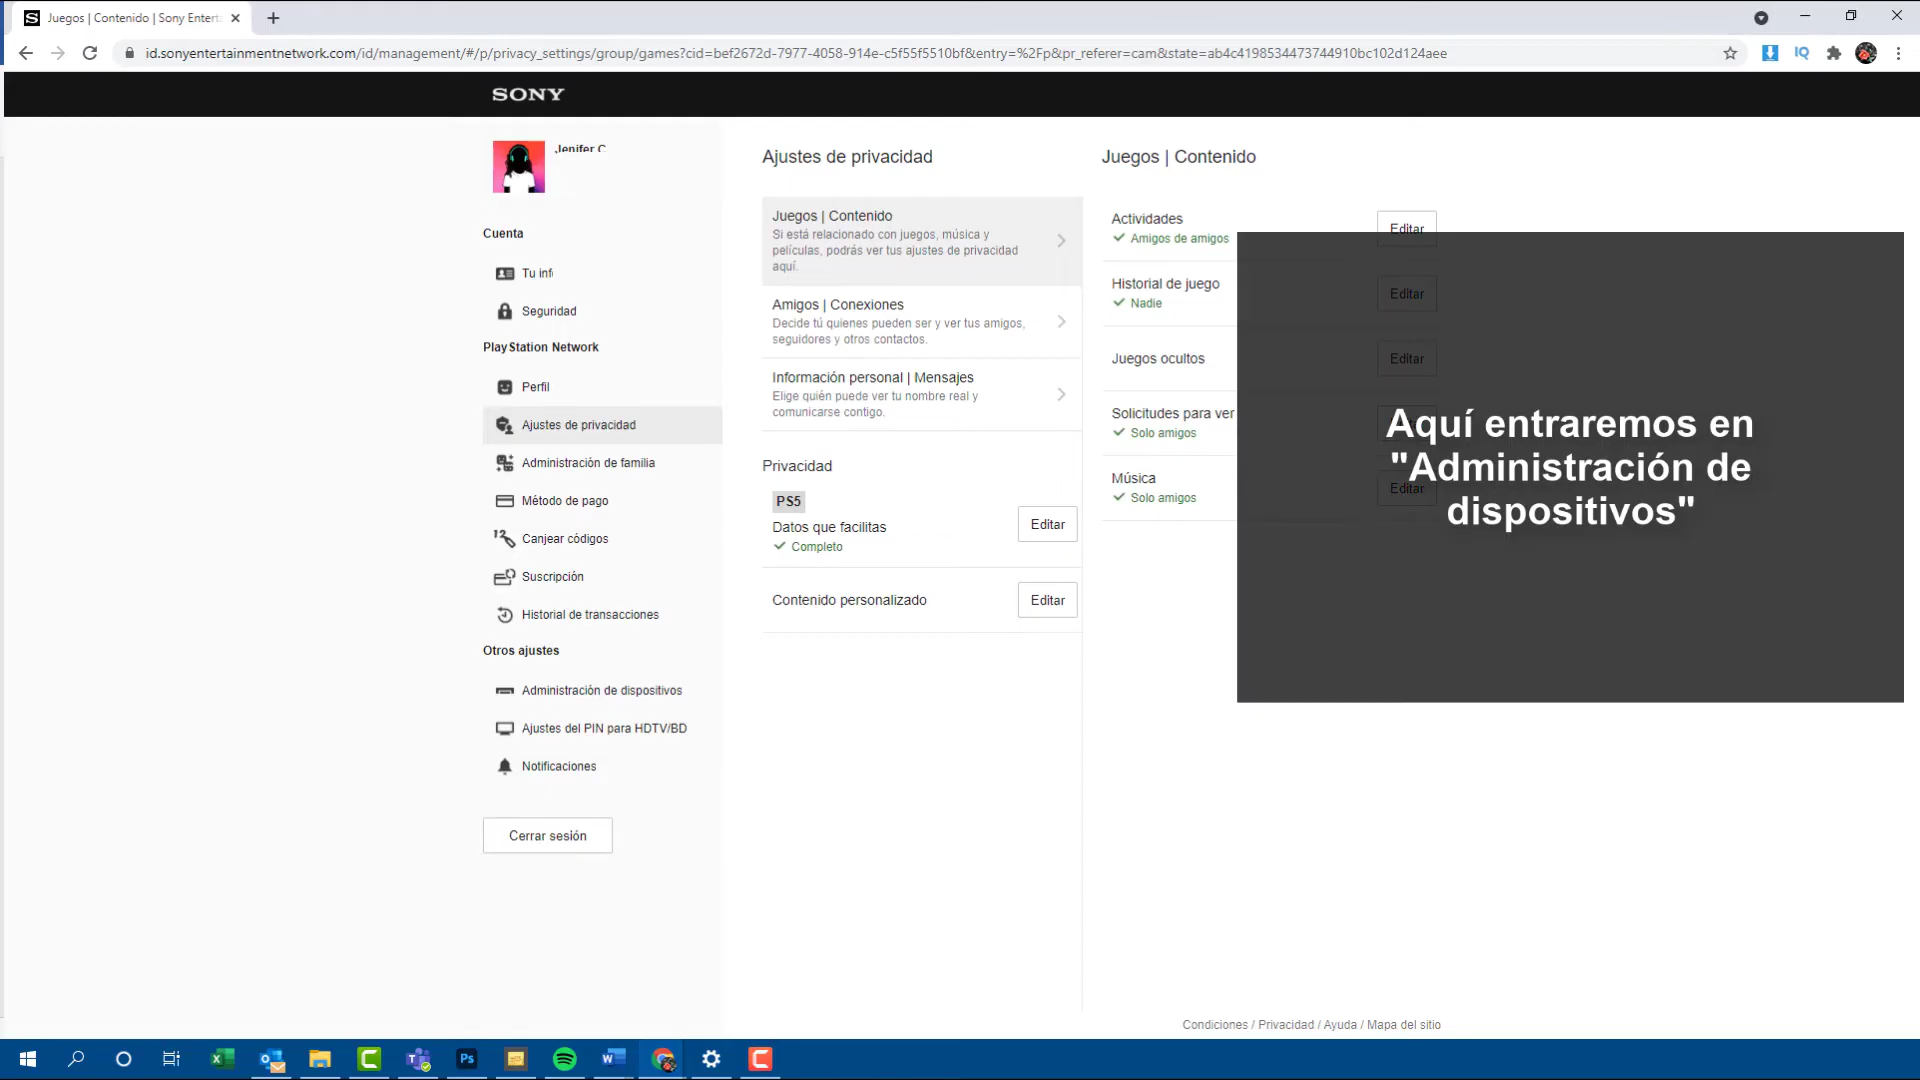 Juegos | Contenido | Sony Entert
id.sonyentertainmentnetwork.com/id/management/#/p/privacy_settings/group/games?cid=bef2672d-7977-4058-914e-c5f55f5510bf&entry=%2Fp&pr_referer=cam&state=ab4c4198534473744910bc102d124aee
IQ
SONY
Jenifer C
Cuenta
Tu info
Seguridad
PlayStation Network
Perfil
Ajustes de privacidad
Administración de familia
Método de pago
Canjear códigos
Suscripción
Historial de transacciones
Otros ajustes
Administración de dispositivos
Ajustes del PIN para HDTV/BD
Notificaciones
Cerrar sesión
Ajustes de privacidad
Juegos | Contenido
Si está relacionado con juegos, música y
películas, podrás ver tus ajustes de privacidad
aquí.
Amigos | Conexiones
Decide tú quienes pueden ser y ver tus amigos,
seguidores y otros contactos.
Información personal | Mensajes
Elige quién puede ver tu nombre real y
comunicarse contigo.
Privacidad
PS5
Datos que facilitas
Completo
Editar
Contenido personalizado
Editar
Juegos | Contenido
Actividades
Amigos de amigos
Editar
Historial de juego
Nadie
Editar
Juegos ocultos
Editar
Solicitudes para ver
Solo amigos
Música
Solo amigos
Editar
Aquí entraremos en
"Administración de
dispositivos"
Condiciones / Privacidad / Ayuda / Mapa del sitio